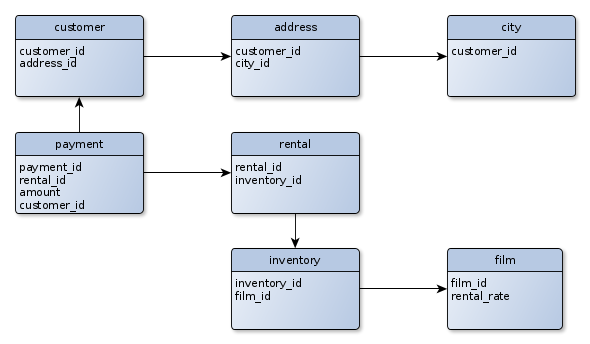 customer
customer_id
address_id
address
customer_id
city_id
city
customer_id
payment
payment_id
rental_id
amount
customer_id
rental
rental_id
inventory_id
inventory
inventory_id
film_id
film
film_id
rental_rate